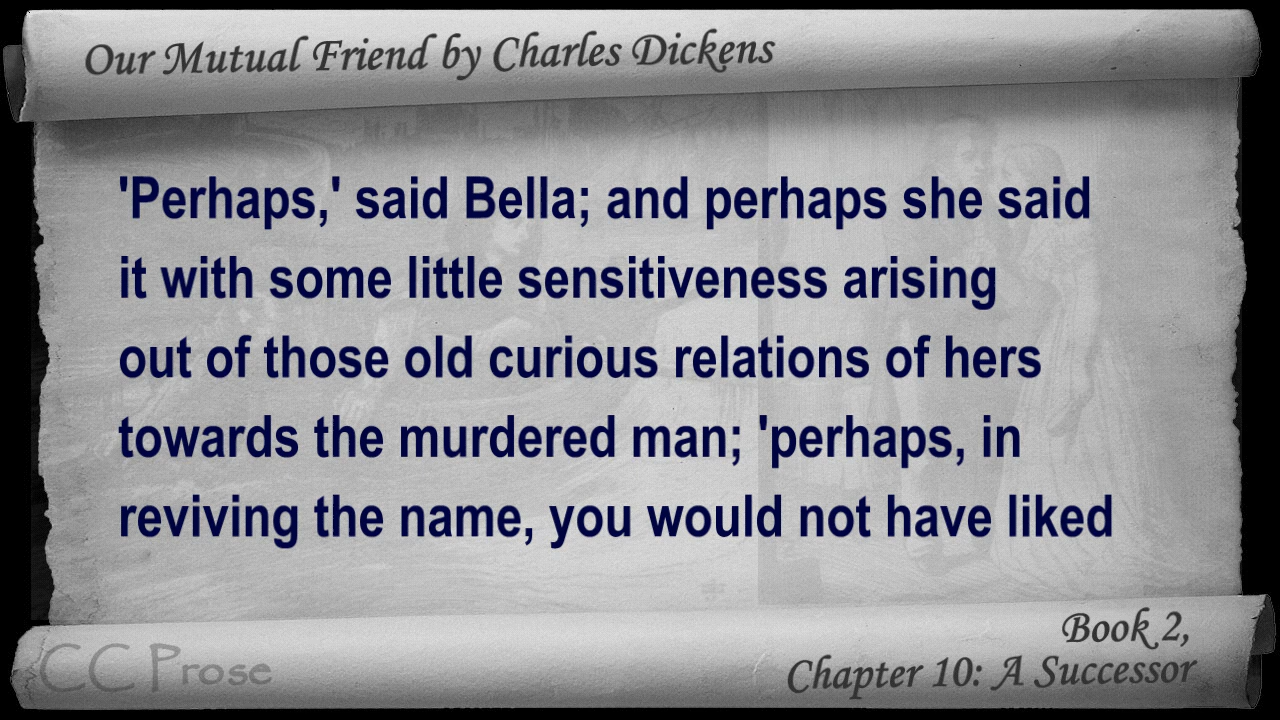 Our Mutual Friend by Charles Dickens
'Perhaps,' said Bella; and perhaps she said
it with some little sensitiveness arising
out of those old curious relations of hers
towards the murdered man; 'perhaps, in
reviving the name, you would not have liked
Book 2,
Chapter 10: A Successor
CC Prose